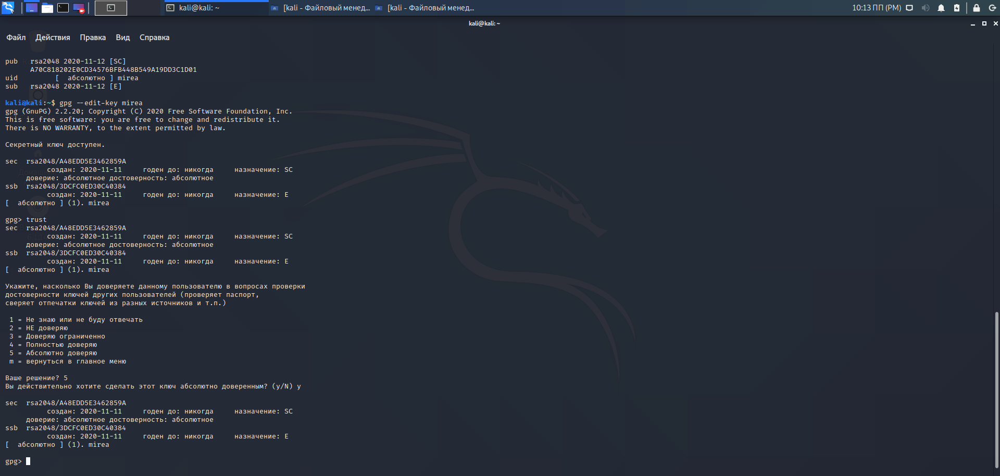 kali@kali: ~
[kali - Файловый менед...
[kali - Файловый менед...
10:13 ПП (PM)
kali@kali: ~
Файл Действия Правка Вид Справка
pub rsa2048 2020-11-12 [SC]
A70C818202E0CD34576BFB448B549A19DD3C1D01
uid [ абсолютно ] mirea
sub rsa2048 2020-11-12 [E]
kali@kali:~$ gpg --edit-key mirea
gpg (GnuPG) 2.2.20; Copyright (C) 2020 Free Software Foundation, Inc.
This is free software: you are free to change and redistribute it.
There is NO WARRANTY, to the extent permitted by law.
Секретный ключ доступен.
sec rsa2048/A48EDD5E3462859A
создан: 2020-11-11 годен до: никогда назначение: SC
доверие: абсолютное достоверность: абсолютное
ssb rsa2048/3DCFC0ED30C40384
создан: 2020-11-11 годен до: никогда назначение: E
[ абсолютно ] (1). mirea
gpg> trust
sec rsa2048/A48EDD5E3462859A
создан: 2020-11-11 годен до: никогда назначение: SC
доверие: абсолютное достоверность: абсолютное
ssb rsa2048/3DCFC0ED30C40384
создан: 2020-11-11 годен до: никогда назначение: E
[ абсолютно ] (1). mirea
Укажите, насколько Вы доверяете данному пользователю в вопросах проверки
достоверности ключей других пользователей (проверяет паспорт,
сверяет отпечатки ключей из разных источников и т.п.)
1 = Не знаю или не буду отвечать
2 = НЕ доверяю
3 = Доверяю ограниченно
4 = Полностью доверяю
5 = Абсолютно доверяю
m = вернуться в главное меню
Ваше решение? 5
Вы действительно хотите сделать этот ключ абсолютно доверенным? (y/N) y
sec rsa2048/A48EDD5E3462859A
создан: 2020-11-11 годен до: никогда назначение: SC
доверие: абсолютное достоверность: абсолютное
ssb rsa2048/3DCFC0ED30C40384
создан: 2020-11-11 годен до: никогда назначение: E
[ абсолютно ] (1). mirea
gpg>